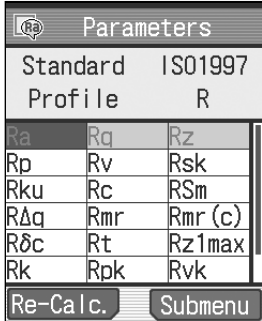 Ra Parameters
Standard ISO1997
Profile R
Ra Rq Rz
Rp Rv Rsk
Rku Rc RSm
RΔq Rmr Rmr(c)
Rδc Rt Rz1max
Rk Rpk Rvk
Re-Calc. Submenu